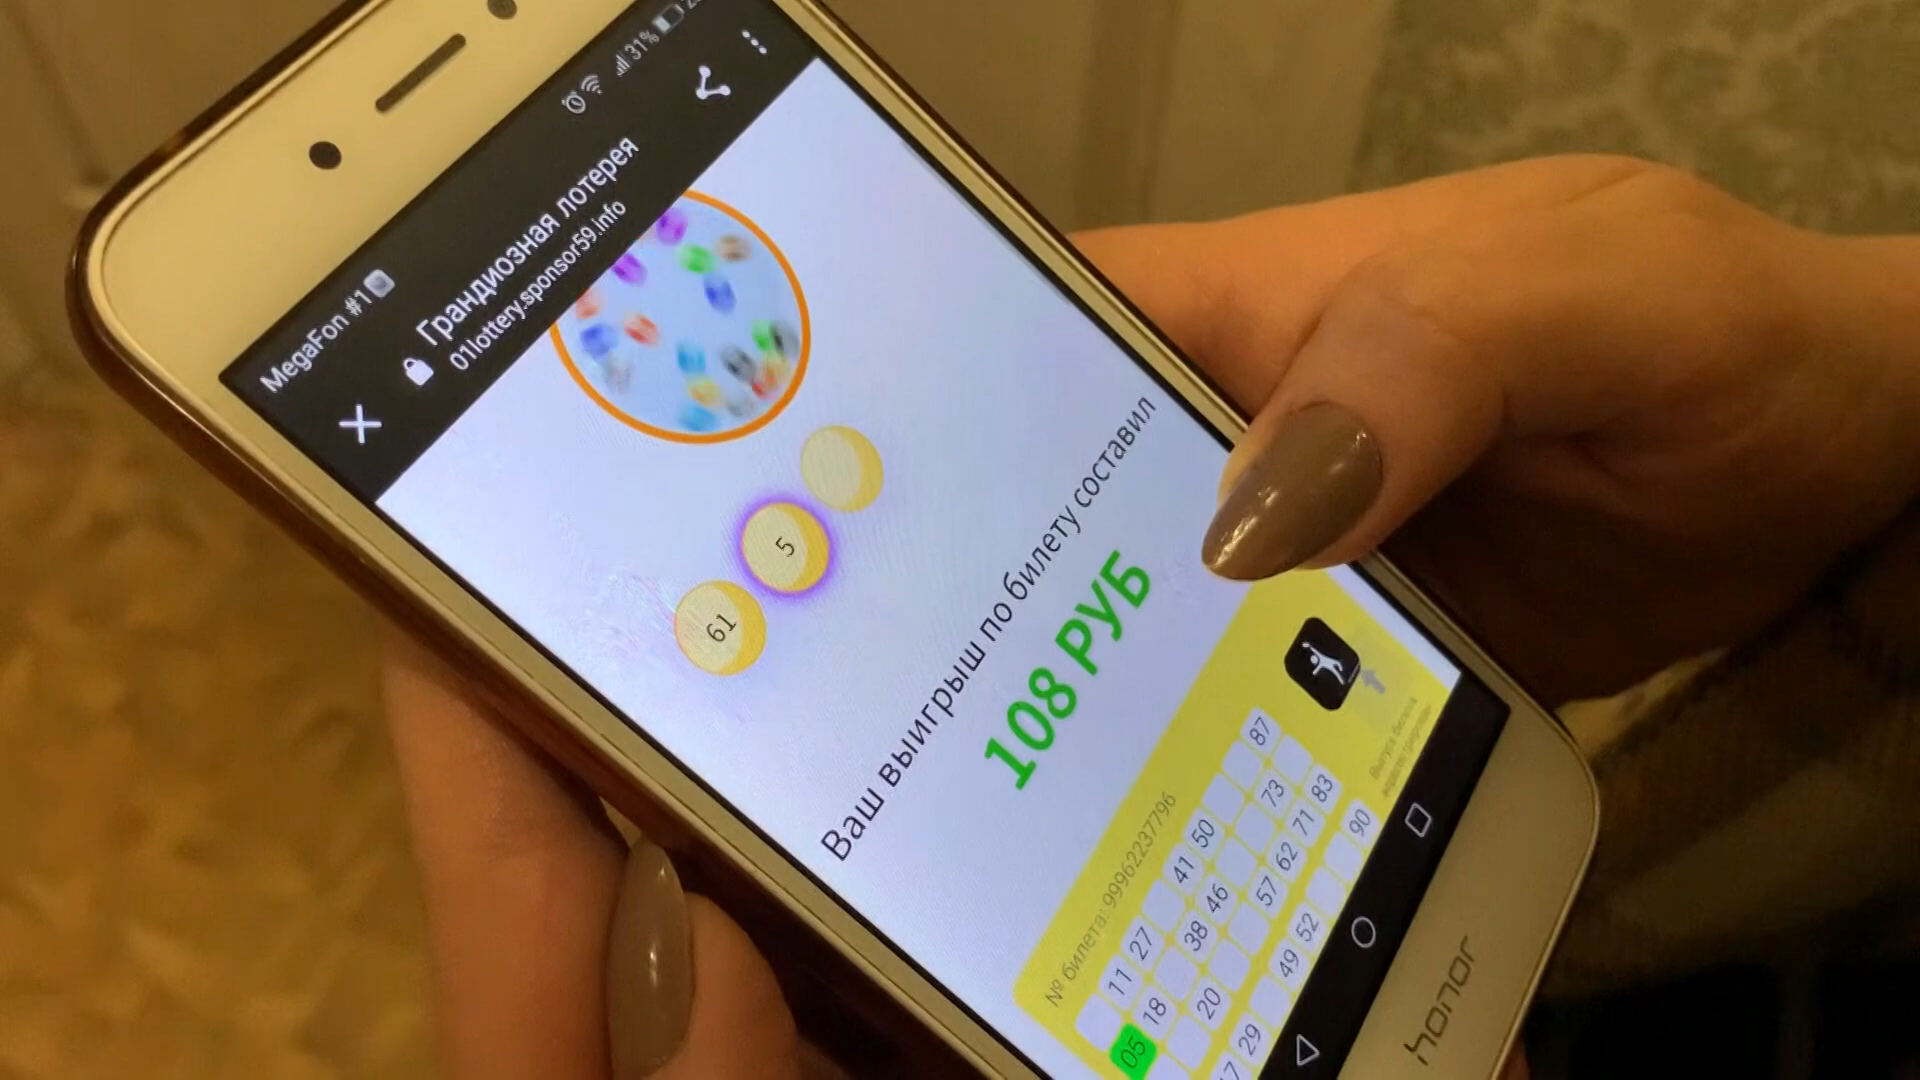 MegaFon #1
31%
Грандиозная лотерея
01lottery.sponsor59.info
61
5
Ваш выигрыш по билету составил
108 РУБ
№ билета: 99962237796
11 27 41 50 87
05 18 38 46 73
20 57 62 71 83
29 49 52 90
honor